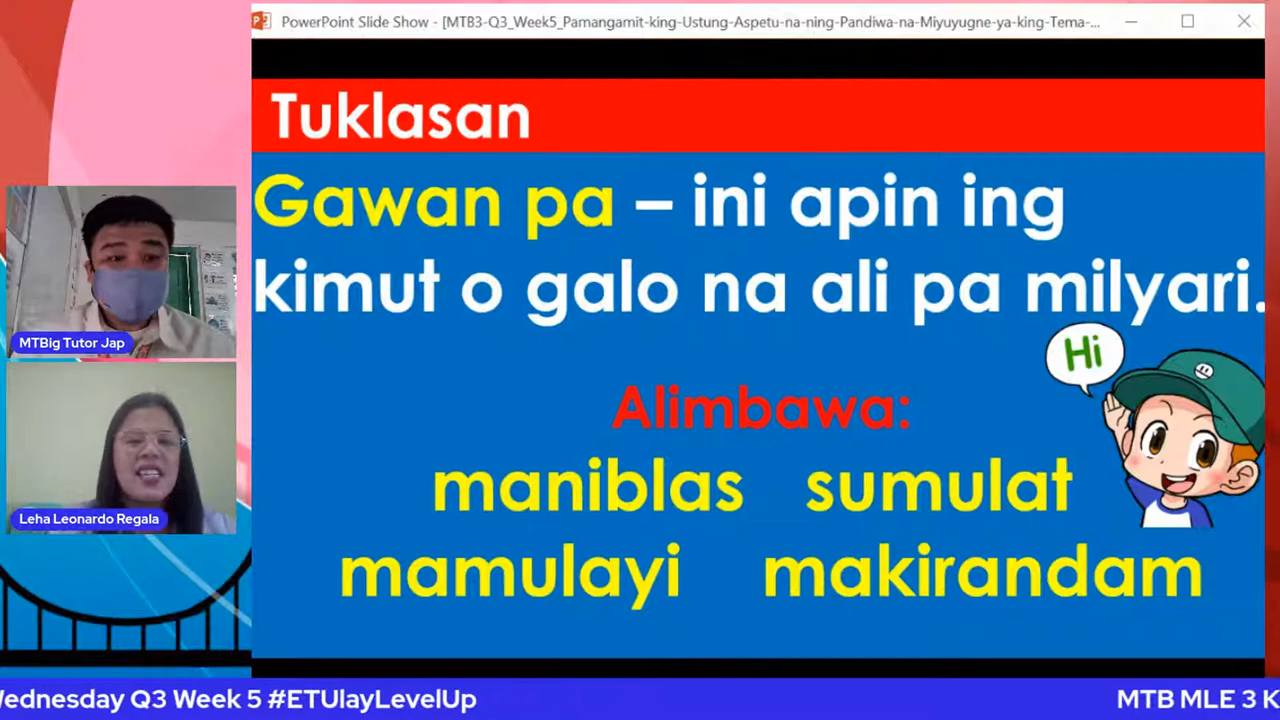 PowerPoint Slide Show - [MTB3-Q3_Week5_Pamangamit-king-Ustung-Aspetu-na-ning-Pandiwa-na-Miyuyugne-ya-king-Tema-...
Tuklasan
Gawan pa – ini apin ing
kimut o galo na ali pa milyari.
Hi
Alimbawa:
maniblas sumulat
mamulayi makirandam
MTBig Tutor Jap
Leha Leonardo Regala
Wednesday Q3 Week 5 #ETUlayLevelUp
MTB MLE 3 K